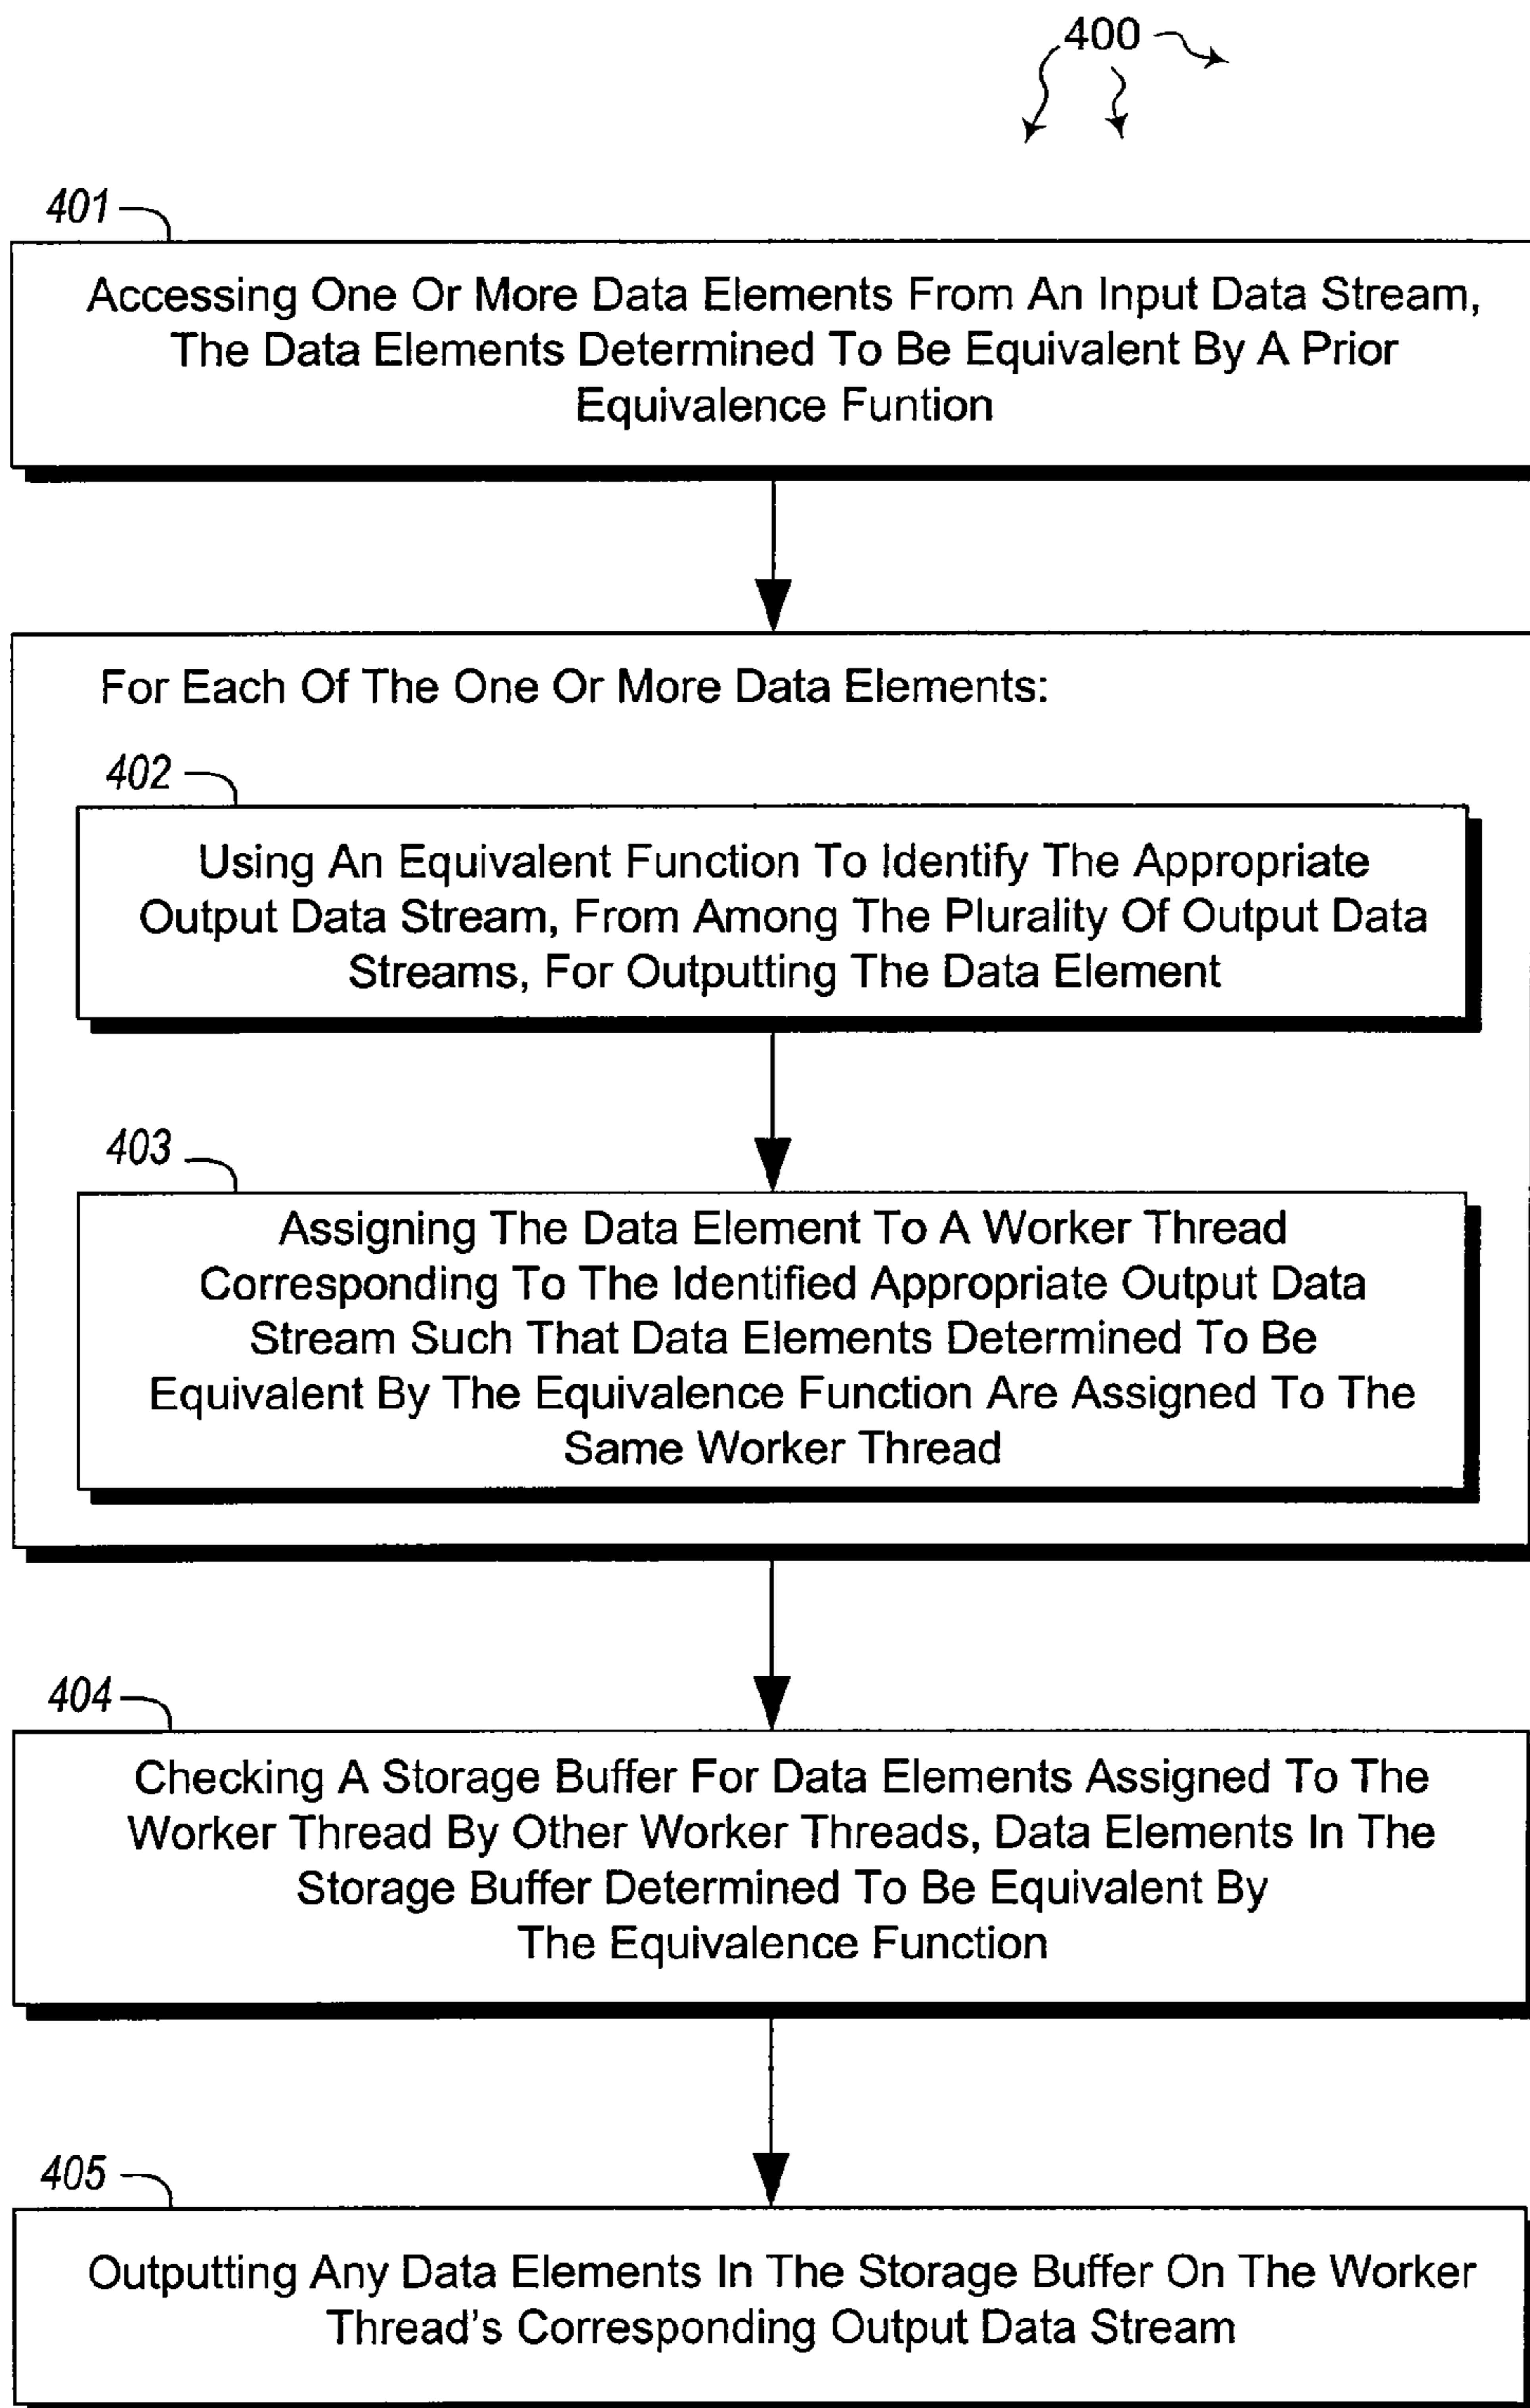 400
401
Accessing One Or More Data Elements From An Input Data Stream,
The Data Elements Determined To Be Equivalent By A Prior
Equivalence Funtion
For Each Of The One Or More Data Elements:
402
Using An Equivalent Function To Identify The Appropriate
Output Data Stream, From Among The Plurality Of Output Data
Streams, For Outputting The Data Element
403
Assigning The Data Element To A Worker Thread
Corresponding To The Identified Appropriate Output Data
Stream Such That Data Elements Determined To Be
Equivalent By The Equivalence Function Are Assigned To The
Same Worker Thread
404
Checking A Storage Buffer For Data Elements Assigned To The
Worker Thread By Other Worker Threads, Data Elements In The
Storage Buffer Determined To Be Equivalent By
The Equivalence Function
405
Outputting Any Data Elements In The Storage Buffer On The Worker
Thread's Corresponding Output Data Stream